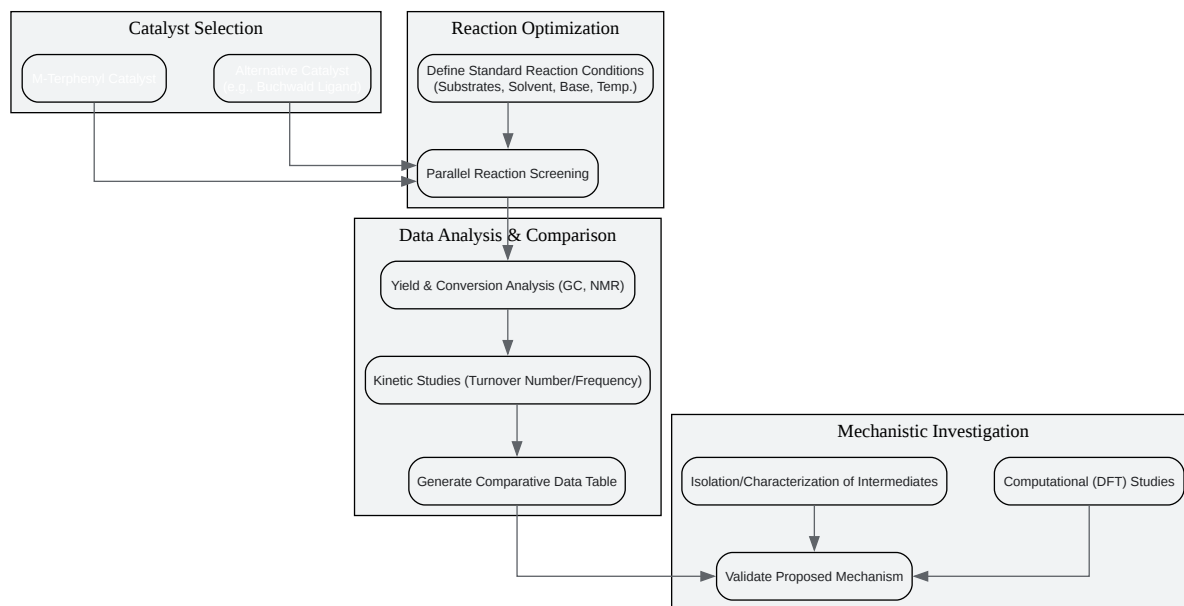 Catalyst Selection
M-Terphenyl Catalyst
Alternative Catalyst
(e.g., Buchwald Ligand)
Reaction Optimization
Define Standard Reaction Conditions
(Substrates, Solvent, Base, Temp.)
Parallel Reaction Screening
Data Analysis & Comparison
Yield & Conversion Analysis (GC, NMR)
Kinetic Studies (Turnover Number/Frequency)
Generate Comparative Data Table
Mechanistic Investigation
Isolation/Characterization of Intermediates
Computational (DFT) Studies
Validate Proposed Mechanism